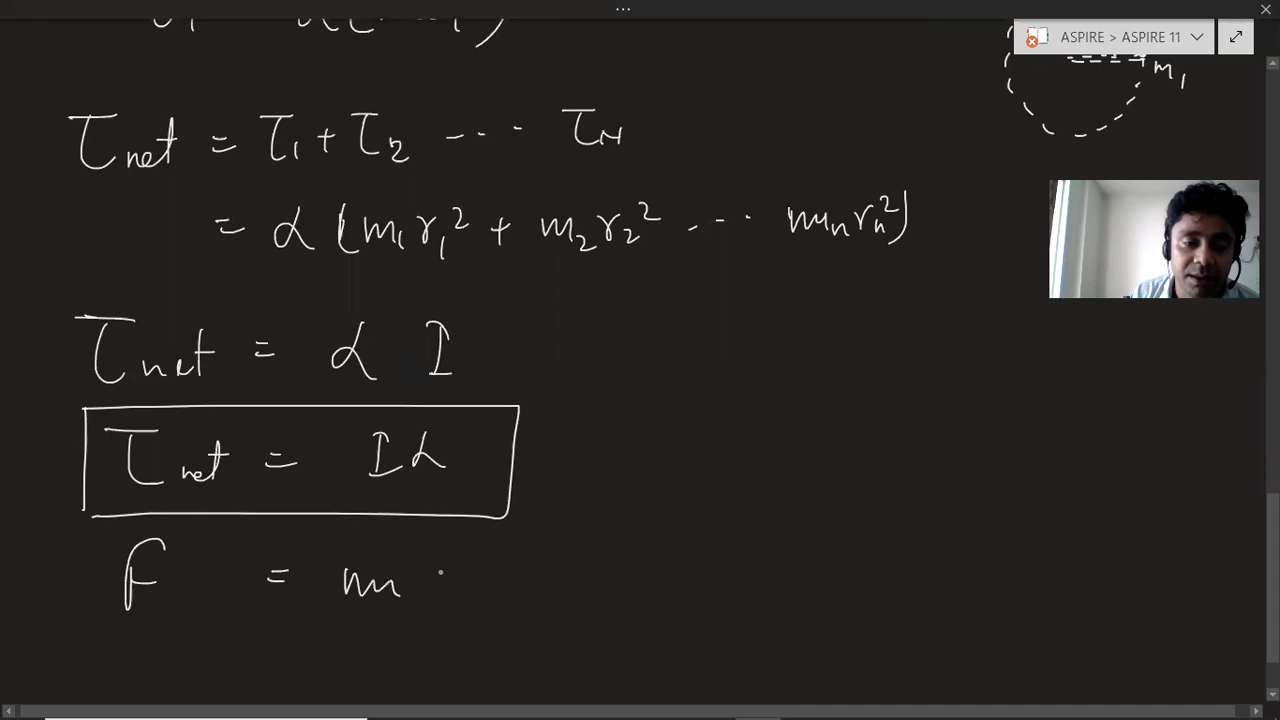 ASPIRE > ASPIRE 11
m₁
τnet = τ₁ + τ₂ --- τN
= α (m₁r₁² + m₂r₂² --- mₙrₙ²)
τnet = α I
τnet = Iα
F = m